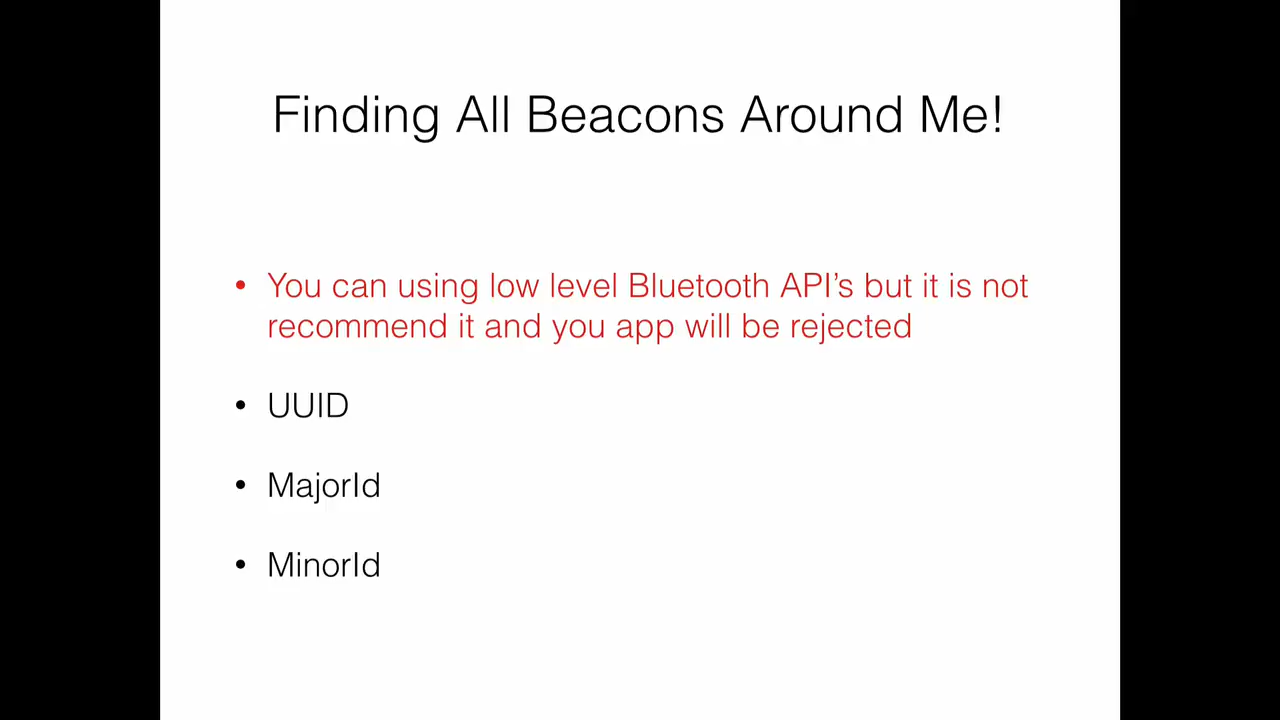 Finding All Beacons Around Me!
• You can using low level Bluetooth API’s but it is not
recommend it and you app will be rejected
• UUID
• MajorId
• MinorId